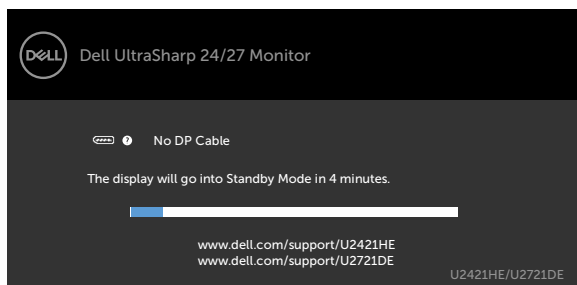 DELL
Dell UltraSharp 24/27 Monitor
? No DP Cable
The display will go into Standby Mode in 4 minutes.
www.dell.com/support/U2421HE
www.dell.com/support/U2721DE
U2421HE/U2721DE